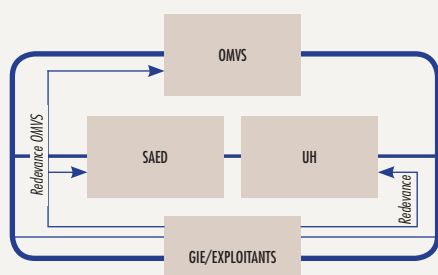 OMVS
Redevance OMVS
SAED
UH
Redevance
GIE/EXPLOITANTS